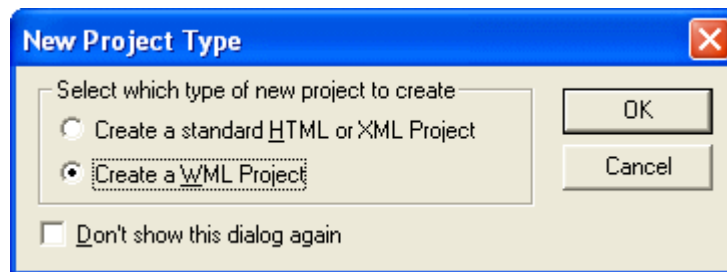 New Project Type
Select which type of new project to create
Create a standard HTML or XML Project
Create a WML Project
Don't show this dialog again
OK
Cancel